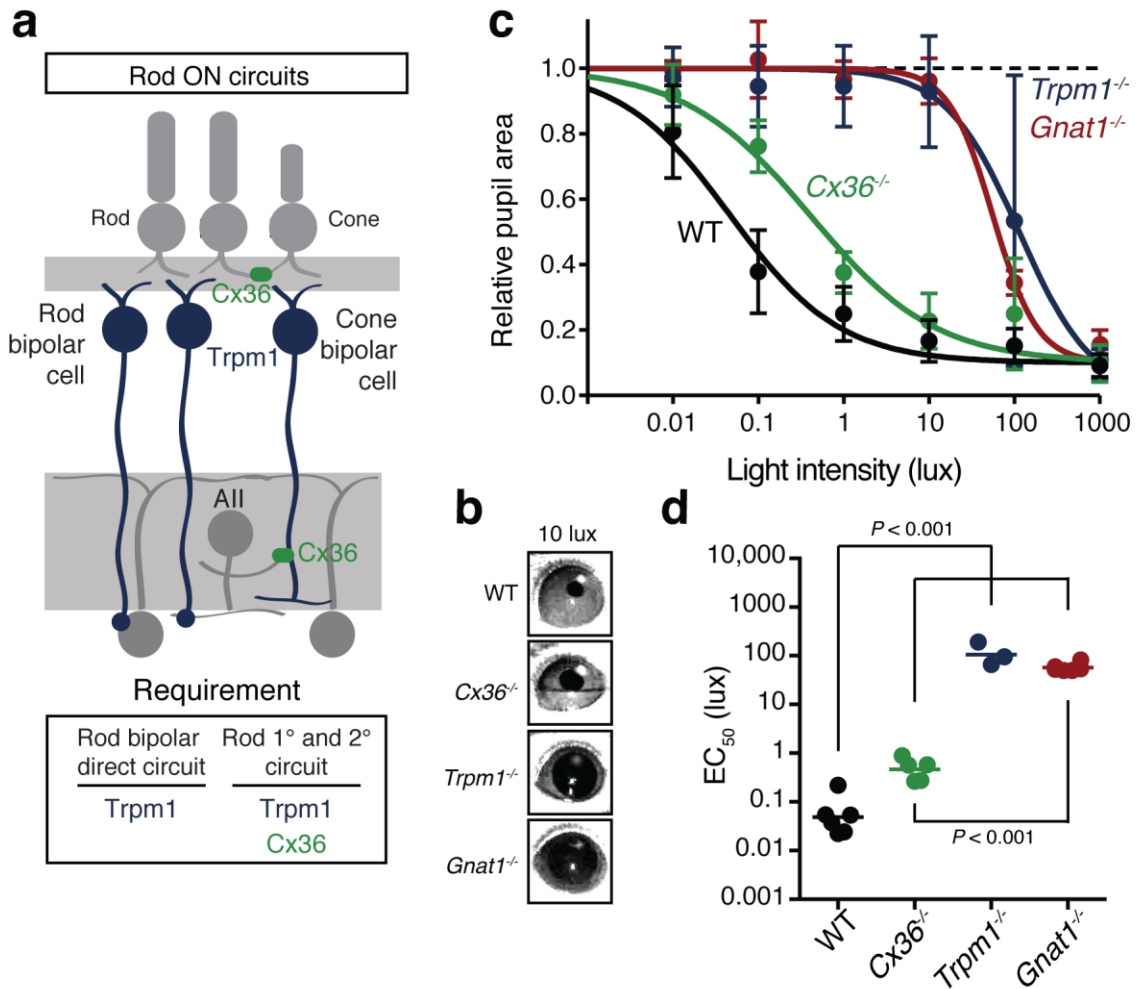 a
Rod ON circuits
Rod
Cone
Cx36
Rod
bipolar
cell
Trpm1
Cone
bipolar
cell
AII
Cx36
Requirement
Rod bipolar
direct circuit
Trpm1
Rod 1° and 2°
circuit
Trpm1
Cx36
b
10 lux
WT
Cx36-/-
Trpm1-/-
Gnat1-/-
c
Relative pupil area
1.0
0.8
0.6
0.4
0.2
0.0
Trpm1-/-
Gnat1-/-
Cx36-/-
WT
0.01
0.1
1
10
100
1000
Light intensity (lux)
d
P < 0.001
EC50 (lux)
10,000
1000
100
10
1
0.1
0.01
0.001
P < 0.001
WT
Cx36-/-
Trpm1-/-
Gnat1-/-